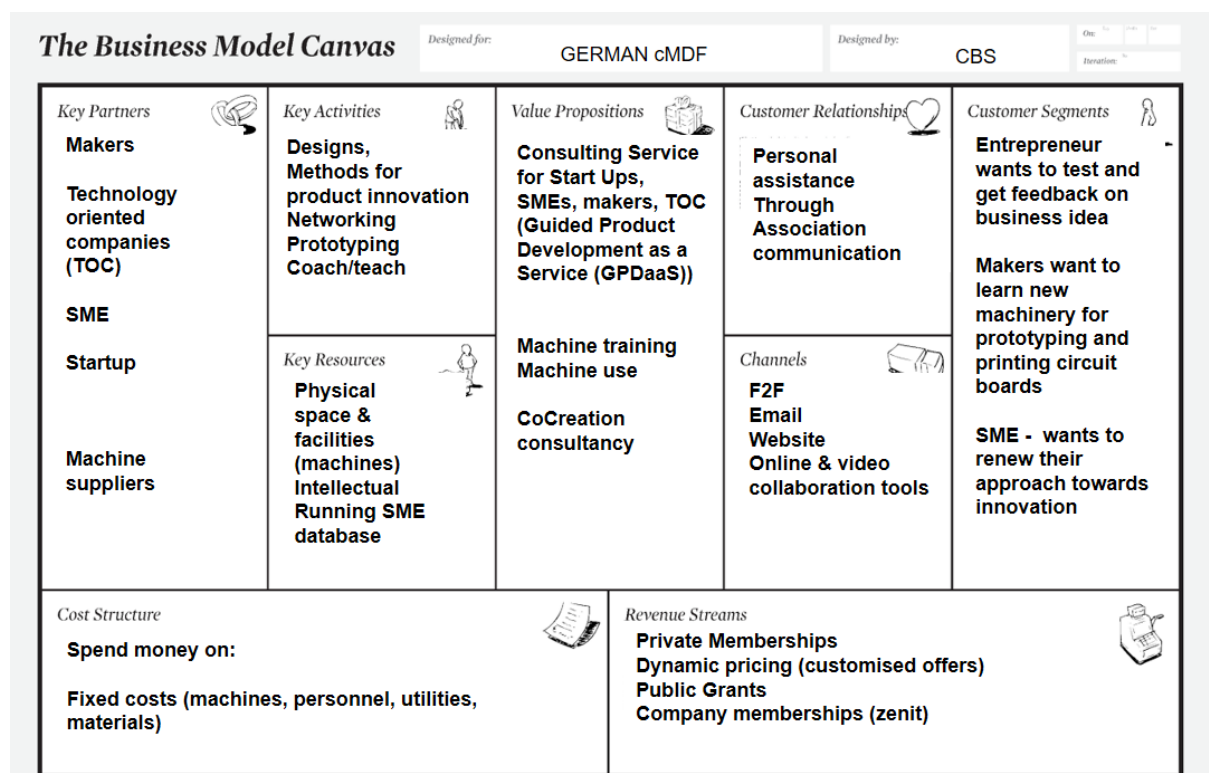 The Business Model Canvas
Designed for:
GERMAN cMDF
Designed by:
CBS
On:
Iteration:
Key Partners
Makers
Technology
oriented
companies
(TOC)
SME
Startup
Machine
suppliers
Key Activities
Designs,
Methods for
product innovation
Networking
Prototyping
Coach/teach
Key Resources
Physical
space &
facilities
(machines)
Intellectual
Running SME
database
Value Propositions
Consulting Service
for Start Ups,
SMEs, makers, TOC
(Guided Product
Development as a
Service (GPDaaS))
Machine training
Machine use
CoCreation
consultancy
Customer Relationships
Personal
assistance
Through
Association
communication
Channels
F2F
Email
Website
Online & video
collaboration tools
Customer Segments
Entrepreneur
wants to test and
get feedback on
business idea
Makers want to
learn new
machinery for
prototyping and
printing circuit
boards
SME - wants to
renew their
approach towards
innovation
Cost Structure
Spend money on:
Fixed costs (machines, personnel, utilities,
materials)
Revenue Streams
Private Memberships
Dynamic pricing (customised offers)
Public Grants
Company memberships (zenit)